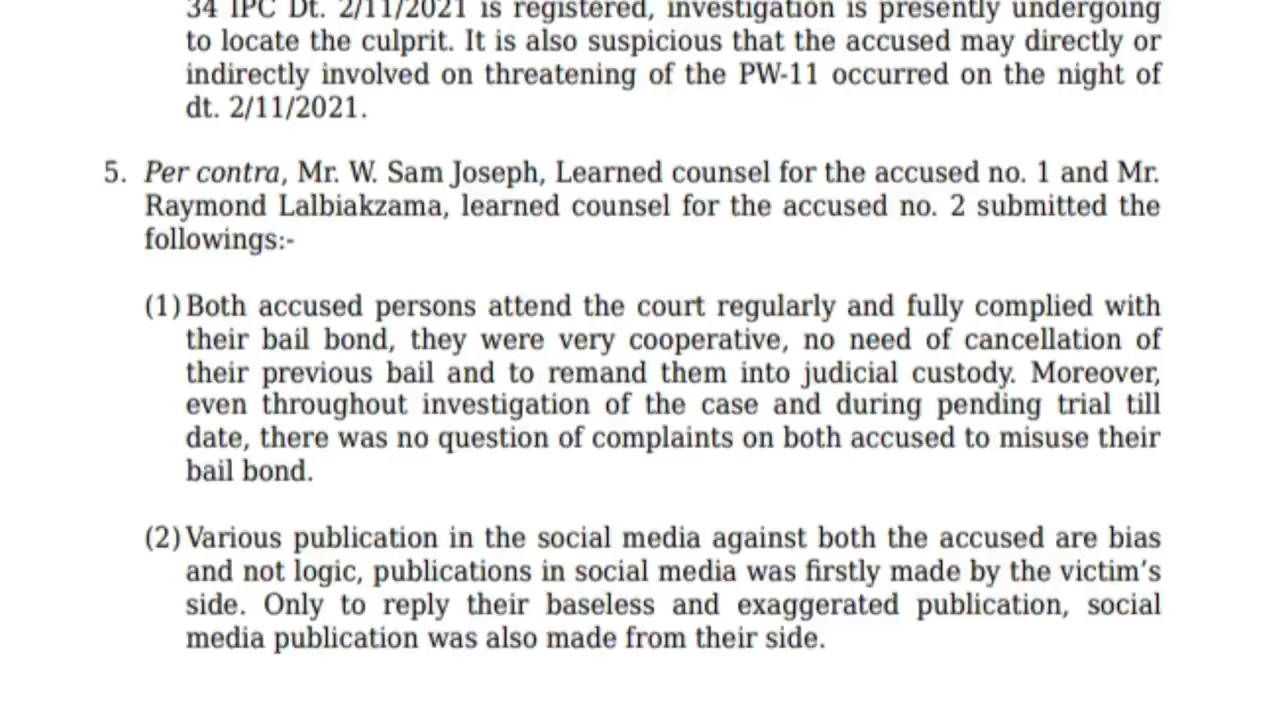 34 IPC Dt. 2/11/2021 is registered, investigation is presently undergoing
to locate the culprit. It is also suspicious that the accused may directly or
indirectly involved on threatening of the PW-11 occurred on the night of
dt. 2/11/2021.
5. Per contra, Mr. W. Sam Joseph, Learned counsel for the accused no. 1 and Mr.
Raymond Lalbiakzama, learned counsel for the accused no. 2 submitted the
followings:-
(1) Both accused persons attend the court regularly and fully complied with
their bail bond, they were very cooperative, no need of cancellation of
their previous bail and to remand them into judicial custody. Moreover,
even throughout investigation of the case and during pending trial till
date, there was no question of complaints on both accused to misuse their
bail bond.
(2) Various publication in the social media against both the accused are bias
and not logic, publications in social media was firstly made by the victim's
side. Only to reply their baseless and exaggerated publication, social
media publication was also made from their side.